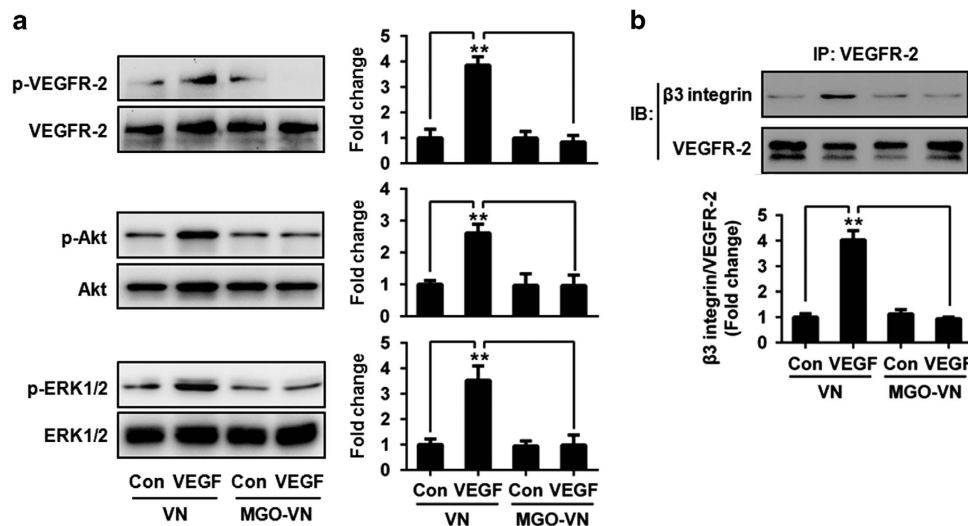 a
p-VEGFR-2
VEGFR-2
p-Akt
Akt
p-ERK1/2
ERK1/2
Con VEGF Con VEGF
VN MGO-VN
Fold change
5
4
3
2
1
0
**
Fold change
4
3
2
1
0
**
Fold change
5
4
3
2
1
0
**
Con VEGF Con VEGF
VN MGO-VN
b
IP: VEGFR-2
IB:
β3 integrin
VEGFR-2
β3 integrin/VEGFR-2
(Fold change)
5
4
3
2
1
0
**
Con VEGF Con VEGF
VN MGO-VN